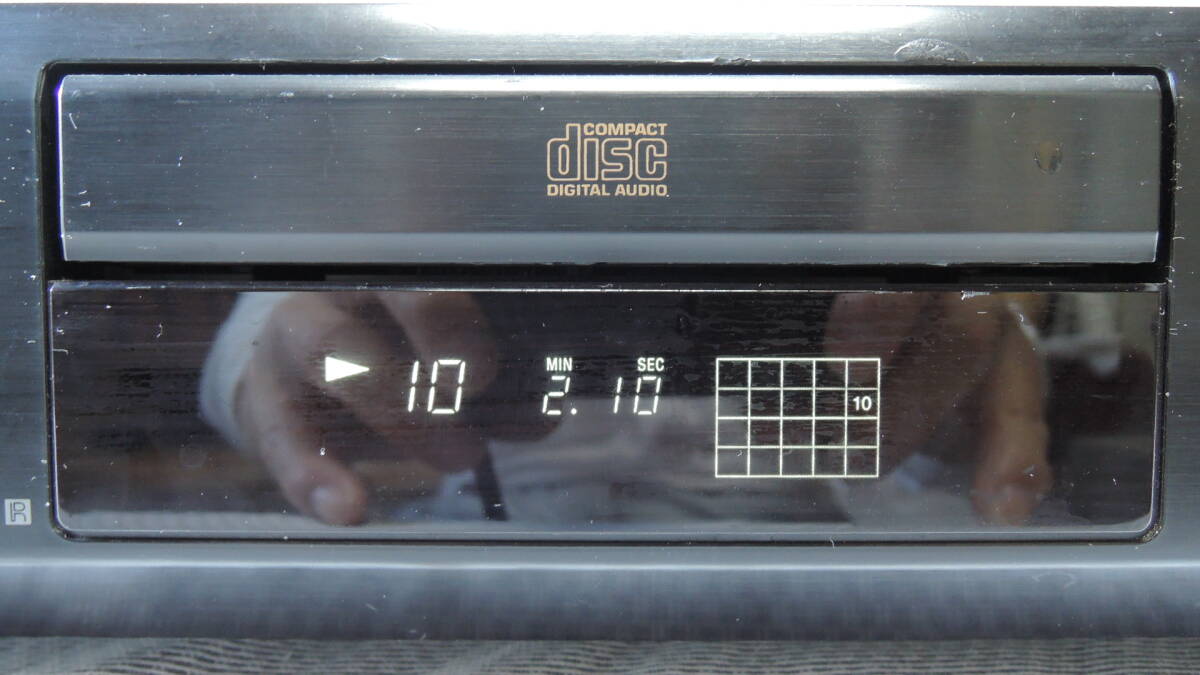 COMPACT
disc
DIGITAL AUDIO
MIN SEC
10 2. 10
10
R